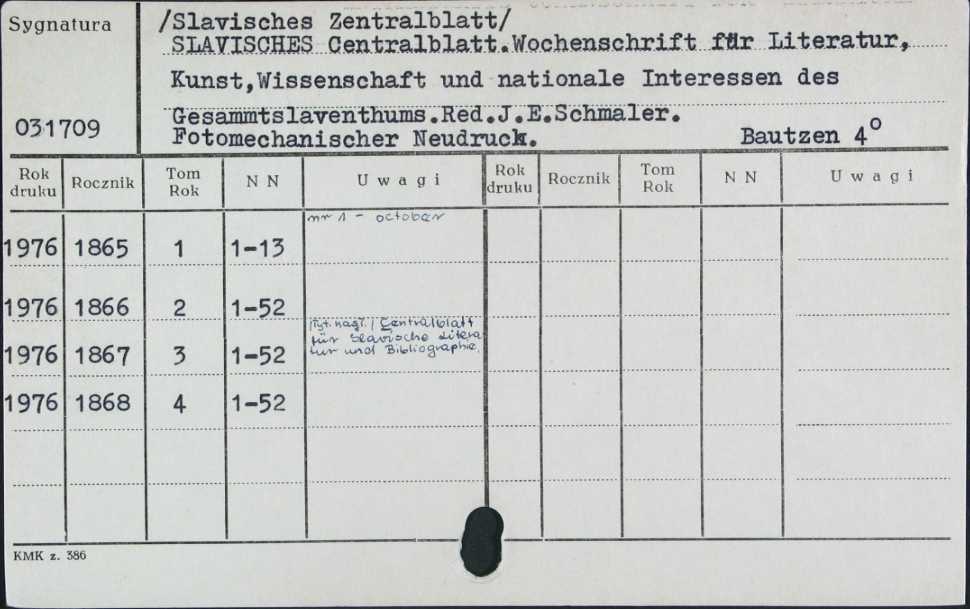 Sygnatura
/Slavisches Zentralblatt/
SLAVISCHES Centralblatt.Wochenschrift für Literatur,
Kunst,Wissenschaft und nationale Interessen des
Gesammtslaventhums.Red.J.E.Schmaler.
031709
Fotomechanischer Neudruck. Bautzen 4º
Rok druku Rocznik Tom Rok N N Uwagi Rok druku Rocznik Tom Rok N N Uwagi
nr 1 - october
1976 1865 1 1-13
1976 1866 2 1-52
/Tyt. nagł./ Centralblatt
für Slavische Litera
tur und Bibliographie.
1976 1867 3 1-52
1976 1868 4 1-52
KMK z. 386